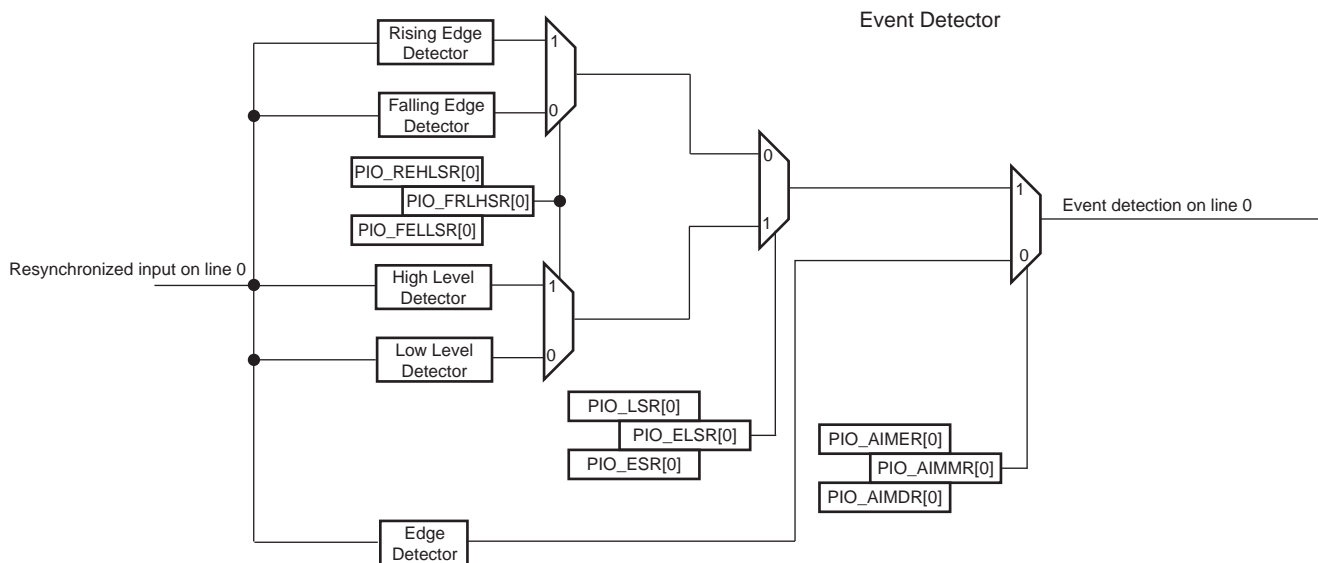 Event Detector
Rising Edge
Detector
1
Falling Edge
Detector
0
PIO_REHLSR[0]
PIO_FRLHSR[0]
PIO_FELLSR[0]
0
1
1
0
Event detection on line 0
Resynchronized input on line 0
High Level
Detector
1
Low Level
Detector
0
PIO_LSR[0]
PIO_ELSR[0]
PIO_ESR[0]
PIO_AIMER[0]
PIO_AIMMR[0]
PIO_AIMDR[0]
Edge
Detector